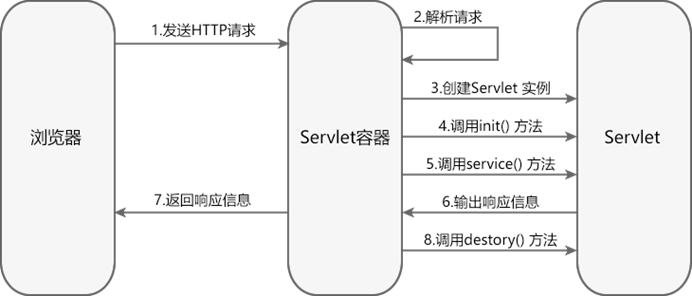 1.发送HTTP请求
2.解析请求
3.创建Servlet 实例
4.调用init() 方法
浏览器
Servlet容器
Servlet
5.调用service() 方法
7.返回响应信息
6.输出响应信息
8.调用destory() 方法